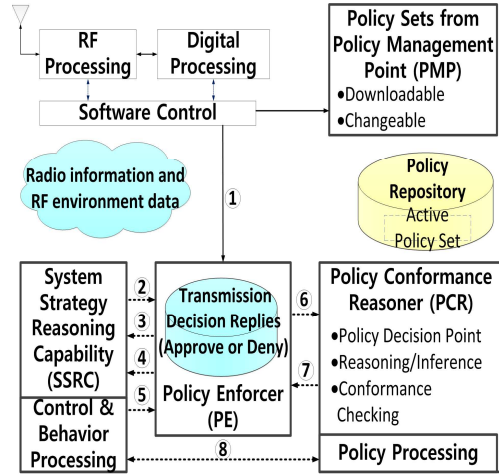 RF
Processing
Digital
Processing
Software Control
Policy Sets from
Policy Management
Point (PMP)
•Downloadable
•Changeable
Radio information and
RF environment data
1
Policy
Repository
Active
Policy Set
System
Strategy
Reasoning
Capability
(SSRC)
Control &
Behavior
Processing
2
3
4
5
Transmission
Decision Replies
(Approve or Deny)
Policy Enforcer
(PE)
6
7
8
Policy Conformance
Reasoner (PCR)
•Policy Decision Point
•Reasoning/Inference
•Conformance
Checking
Policy Processing